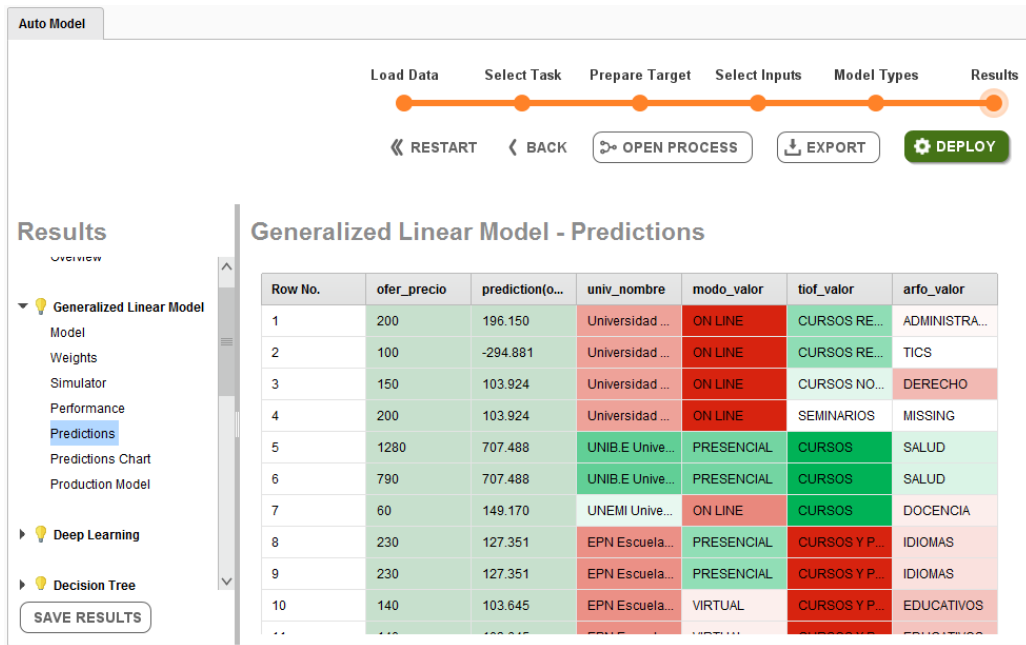 Auto Model
Load Data Select Task Prepare Target Select Inputs Model Types Results
RESTART BACK OPEN PROCESS EXPORT DEPLOY
Results
Overview
Generalized Linear Model
Model
Weights
Simulator
Performance
Predictions
Predictions Chart
Production Model
Deep Learning
Decision Tree
SAVE RESULTS
Generalized Linear Model - Predictions
Row No. ofer_precio prediction(o... univ_nombre modo_valor tiof_valor arfo_valor
1 200 196.150 Universidad ... ON LINE CURSOS RE... ADMINISTRA...
2 100 -294.881 Universidad ... ON LINE CURSOS RE... TICS
3 150 103.924 Universidad ... ON LINE CURSOS NO... DERECHO
4 200 103.924 Universidad ... ON LINE SEMINARIOS MISSING
5 1280 707.488 UNIB.E Unive... PRESENCIAL CURSOS SALUD
6 790 707.488 UNIB.E Unive... PRESENCIAL CURSOS SALUD
7 60 149.170 UNEMI Unive... ON LINE CURSOS DOCENCIA
8 230 127.351 EPN Escuela... PRESENCIAL CURSOS Y P... IDIOMAS
9 230 127.351 EPN Escuela... PRESENCIAL CURSOS Y P... IDIOMAS
10 140 103.645 EPN Escuela... VIRTUAL CURSOS Y P... EDUCATIVOS